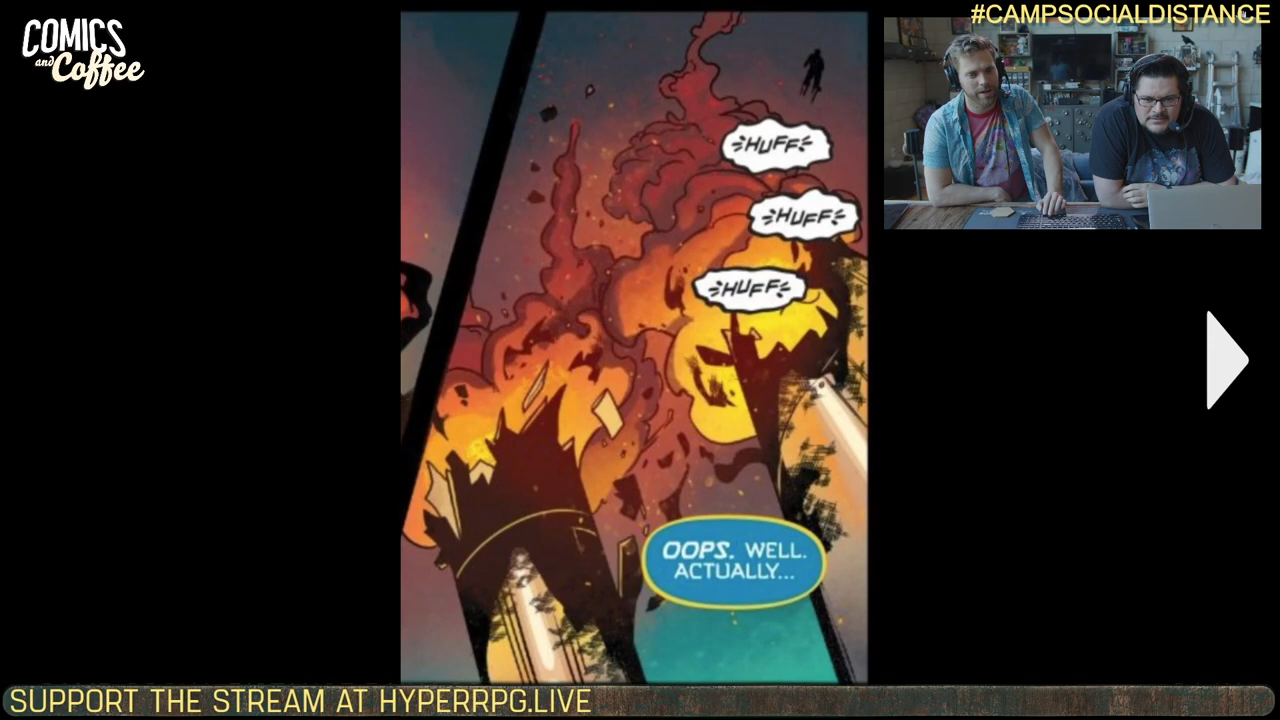 #CAMPSOCIALDISTANCE
COMICS
and Coffee
HUFF
HUFF
HUFF
OOPS. WELL.
ACTUALLY...
SUPPORT THE STREAM AT HYPERRPG.LIVE